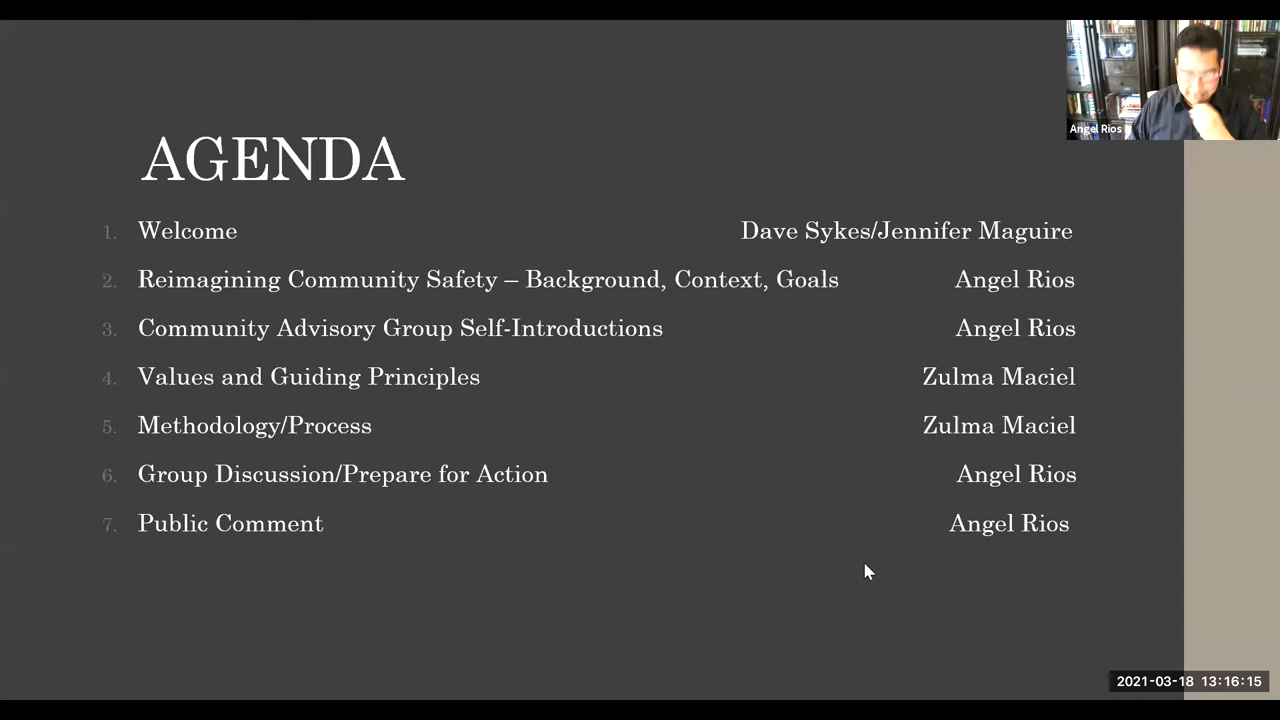 Angel Rios
AGENDA
1. Welcome Dave Sykes/Jennifer Maguire
2. Reimagining Community Safety – Background, Context, Goals Angel Rios
3. Community Advisory Group Self-Introductions Angel Rios
4. Values and Guiding Principles Zulma Maciel
5. Methodology/Process Zulma Maciel
6. Group Discussion/Prepare for Action Angel Rios
7. Public Comment Angel Rios
2021-03-18 13:16:15